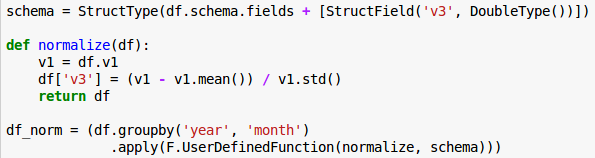 schema = StructType(df.schema.fields + [StructField('v3', DoubleType())])
def normalize(df):
    v1 = df.v1
    df['v3'] = (v1 - v1.mean()) / v1.std()
    return df
df_norm = (df.groupby('year', 'month')
             .apply(F.UserDefinedFunction(normalize, schema)))